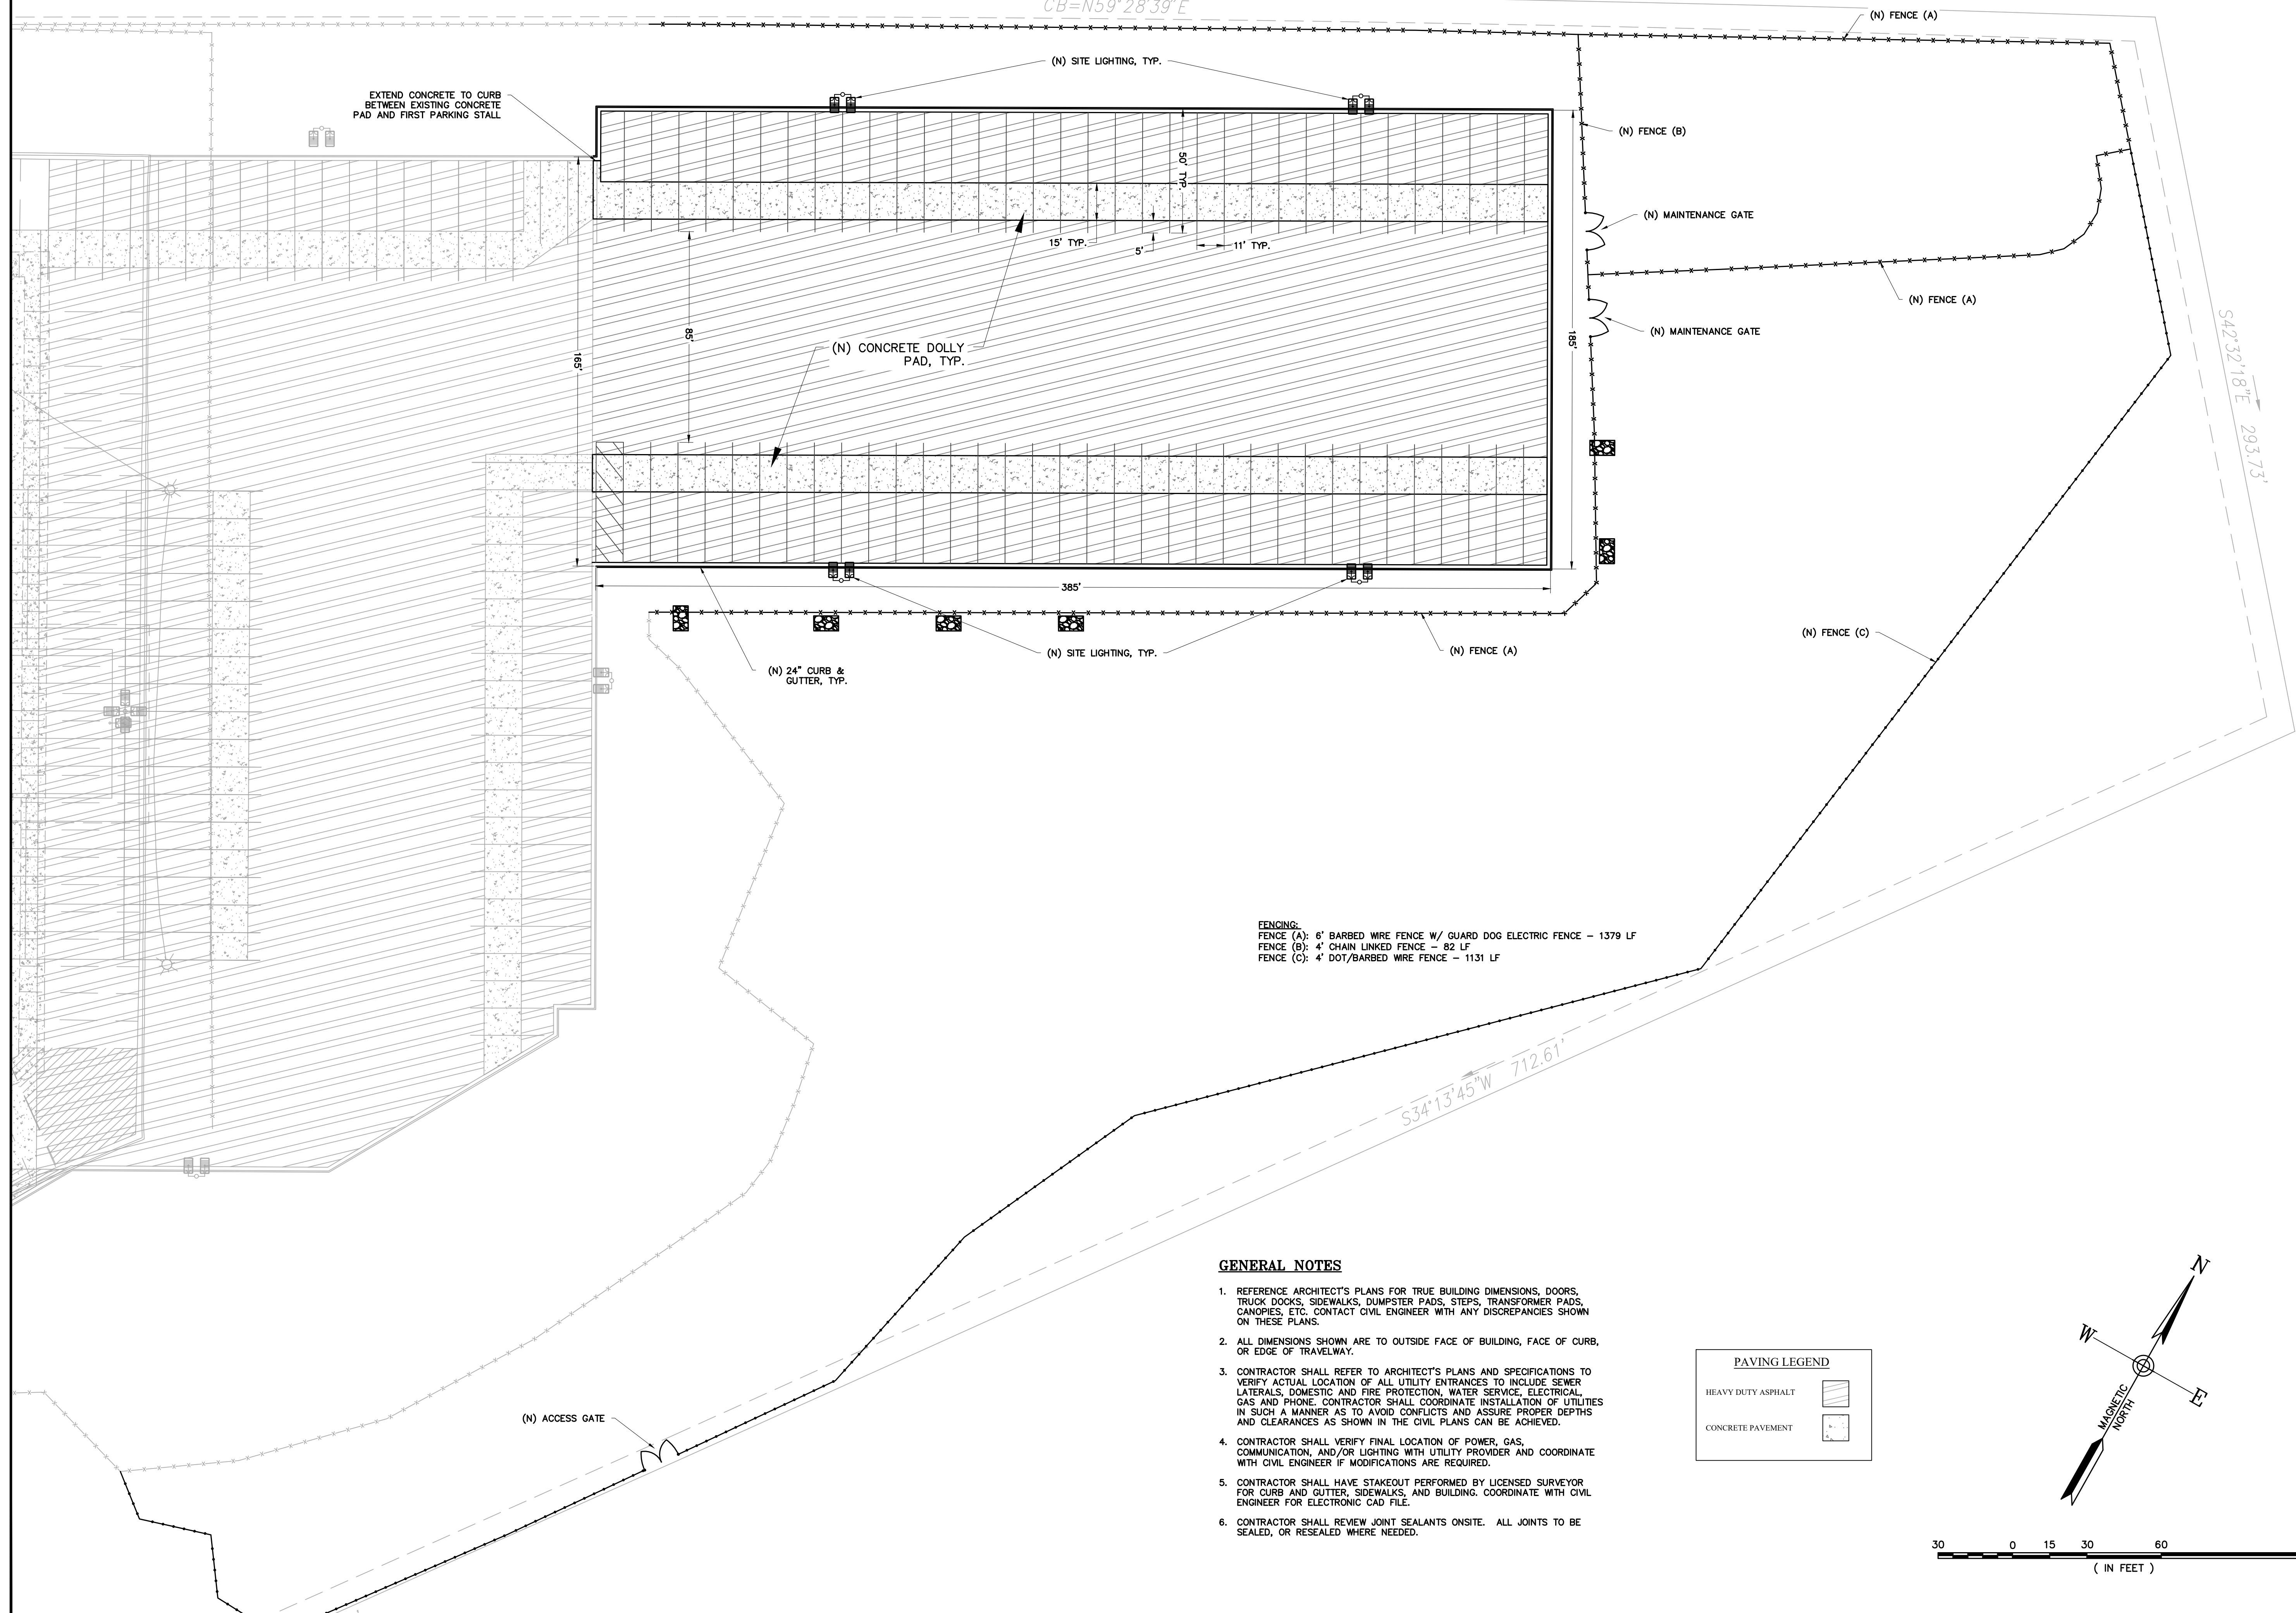 CB=N59°28'39"E
(N) FENCE (A)
(N) SITE LIGHTING, TYP.
EXTEND CONCRETE TO CURB
BETWEEN EXISTING CONCRETE
PAD AND FIRST PARKING STALL
(N) FENCE (B)
50' TYP.
(N) MAINTENANCE GATE
15' TYP.
5'
11' TYP.
(N) FENCE (A)
(N) MAINTENANCE GATE
85'
165'
185'
(N) CONCRETE DOLLY
PAD, TYP.
S42°32'18"E 293.73'
385'
(N) SITE LIGHTING, TYP.
(N) FENCE (A)
(N) FENCE (C)
(N) 24" CURB &
GUTTER, TYP.
FENCING:
FENCE (A): 6' BARBED WIRE FENCE W/ GUARD DOG ELECTRIC FENCE – 1379 LF
FENCE (B): 4' CHAIN LINKED FENCE – 82 LF
FENCE (C): 4' DOT/BARBED WIRE FENCE – 1131 LF
S34°13'45"W 712.61'
(N) ACCESS GATE
GENERAL NOTES
1. REFERENCE ARCHITECT'S PLANS FOR TRUE BUILDING DIMENSIONS, DOORS,
TRUCK DOCKS, SIDEWALKS, DUMPSTER PADS, STEPS, TRANSFORMER PADS,
CANOPIES, ETC. CONTACT CIVIL ENGINEER WITH ANY DISCREPANCIES SHOWN
ON THESE PLANS.
2. ALL DIMENSIONS SHOWN ARE TO OUTSIDE FACE OF BUILDING, FACE OF CURB,
OR EDGE OF TRAVELWAY.
3. CONTRACTOR SHALL REFER TO ARCHITECT'S PLANS AND SPECIFICATIONS TO
VERIFY ACTUAL LOCATION OF ALL UTILITY ENTRANCES TO INCLUDE SEWER
LATERALS, DOMESTIC AND FIRE PROTECTION, WATER SERVICE, ELECTRICAL,
GAS AND PHONE. CONTRACTOR SHALL COORDINATE INSTALLATION OF UTILITIES
IN SUCH A MANNER AS TO AVOID CONFLICTS AND ASSURE PROPER DEPTHS
AND CLEARANCES AS SHOWN IN THE CIVIL PLANS CAN BE ACHIEVED.
4. CONTRACTOR SHALL VERIFY FINAL LOCATION OF POWER, GAS,
COMMUNICATION, AND/OR LIGHTING WITH UTILITY PROVIDER AND COORDINATE
WITH CIVIL ENGINEER IF MODIFICATIONS ARE REQUIRED.
5. CONTRACTOR SHALL HAVE STAKEOUT PERFORMED BY LICENSED SURVEYOR
FOR CURB AND GUTTER, SIDEWALKS, AND BUILDING. COORDINATE WITH CIVIL
ENGINEER FOR ELECTRONIC CAD FILE.
6. CONTRACTOR SHALL REVIEW JOINT SEALANTS ONSITE. ALL JOINTS TO BE
SEALED, OR RESEALED WHERE NEEDED.
PAVING LEGEND
HEAVY DUTY ASPHALT
CONCRETE PAVEMENT
N
W
E
MAGNETIC
NORTH
30 0 15 30 60
( IN FEET )